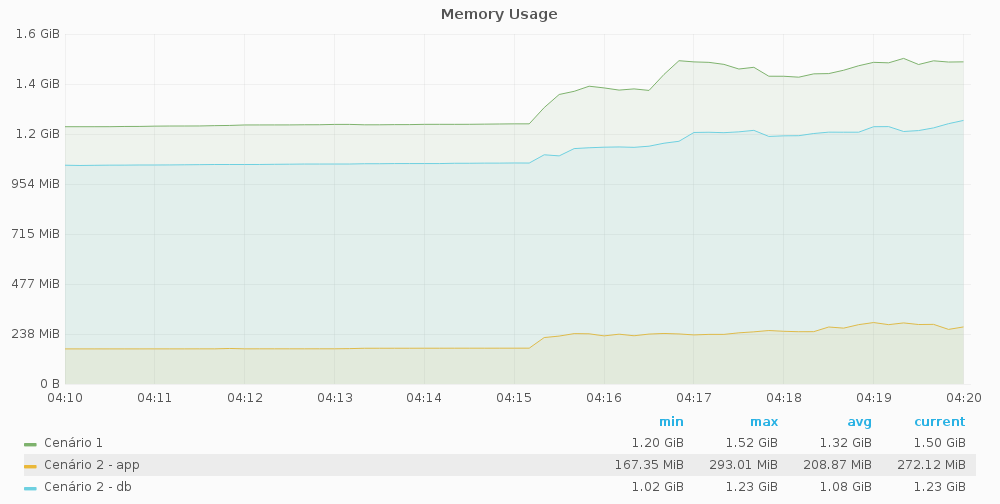 Memory Usage
1.6 GiB
1.4 GiB
1.2 GiB
954 MiB
715 MiB
477 MiB
238 MiB
0 B
04:10 04:11 04:12 04:13 04:14 04:15 04:16 04:17 04:18 04:19 04:20
min max avg current
Cenário 1 1.20 GiB 1.52 GiB 1.32 GiB 1.50 GiB
Cenário 2 - app 167.35 MiB 293.01 MiB 208.87 MiB 272.12 MiB
Cenário 2 - db 1.02 GiB 1.23 GiB 1.08 GiB 1.23 GiB